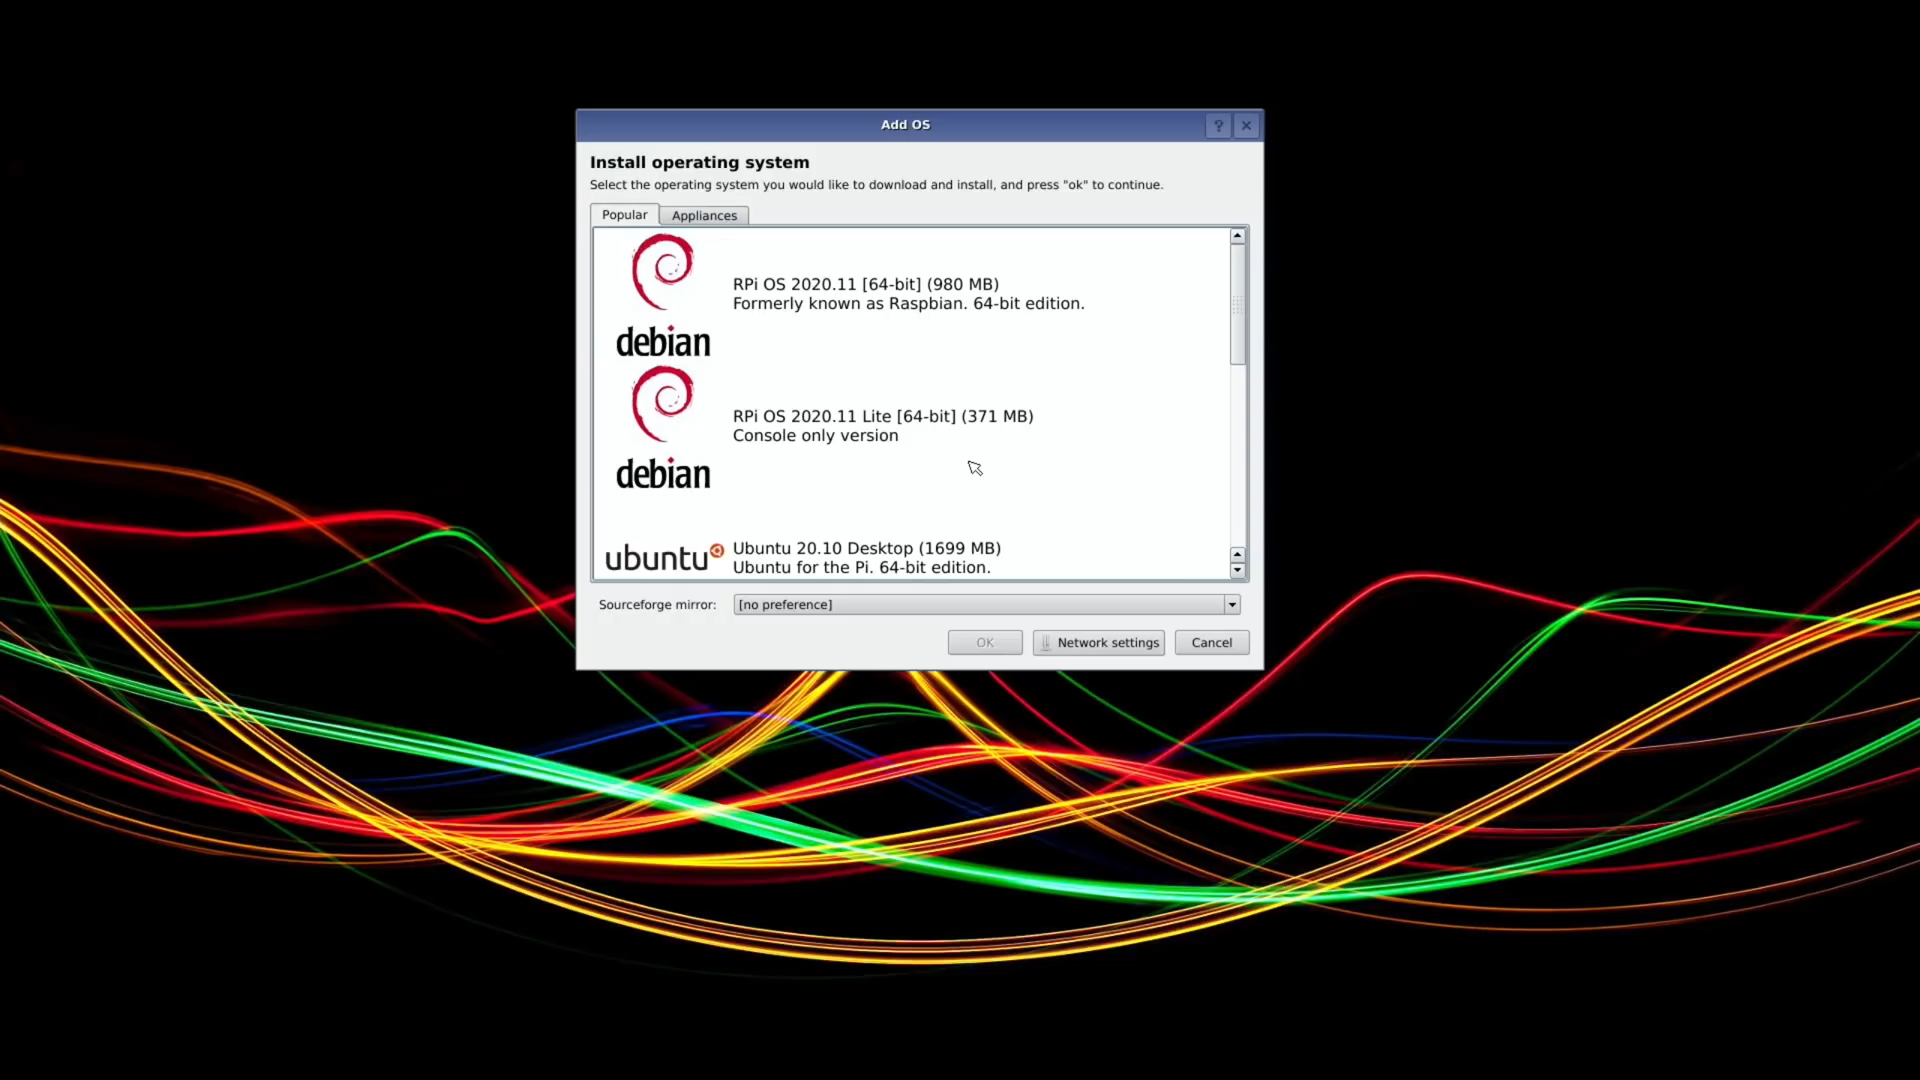 Add OS
?
Install operating system
Select the operating system you would like to download and install, and press "ok" to continue.
Popular
Appliances
debian
RPi OS 2020.11 [64-bit] (980 MB)
Formerly known as Raspbian. 64-bit edition.
debian
RPi OS 2020.11 Lite [64-bit] (371 MB)
Console only version
ubuntu
Ubuntu 20.10 Desktop (1699 MB)
Ubuntu for the Pi. 64-bit edition.
Sourceforge mirror:
[no preference]
OK
Network settings
Cancel